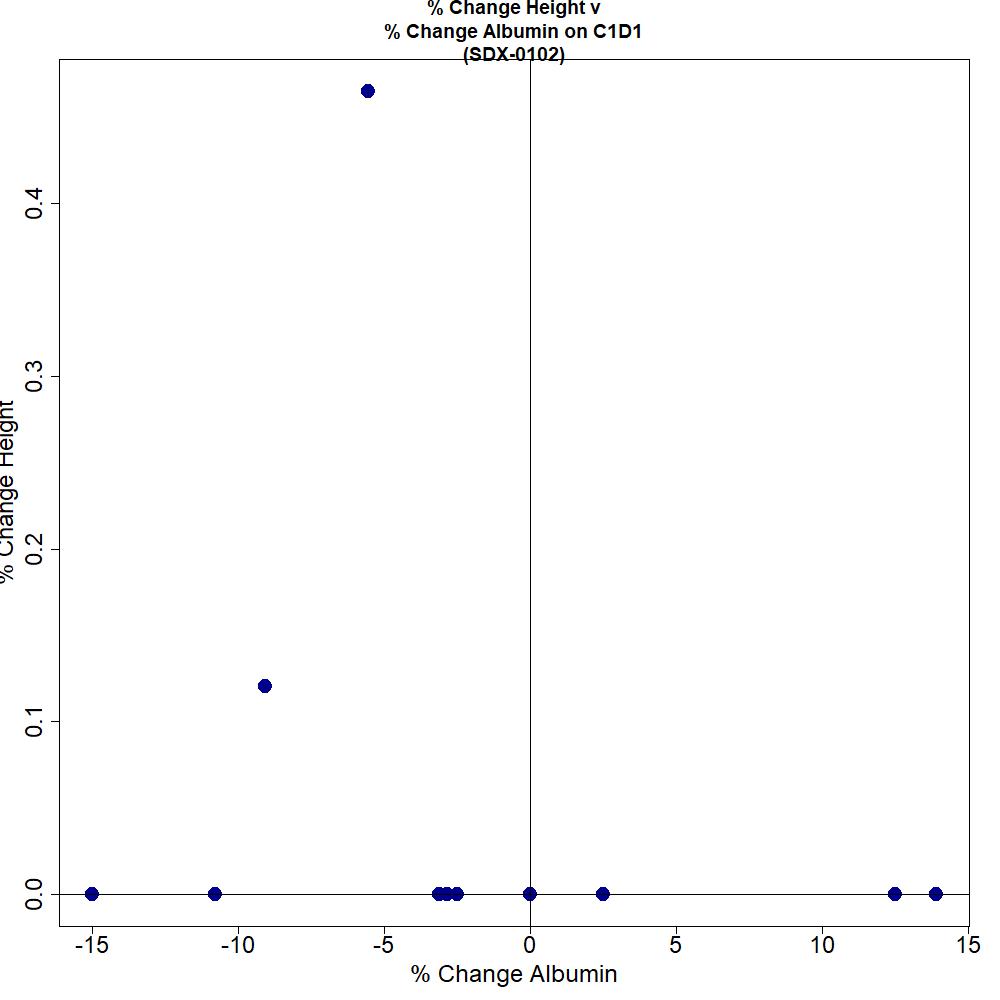 % Change Height v
% Change Albumin on C1D1
(SDX-0102)
% Change Height
0.4
0.3
0.2
0.1
0.0
-15 -10 -5 0 5 10 15
% Change Albumin